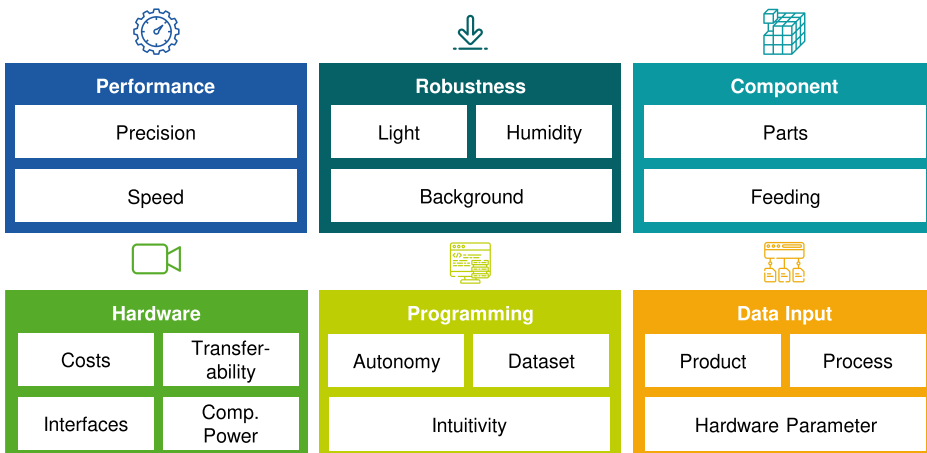 Performance
Precision
Speed
Robustness
Light
Humidity
Background
Component
Parts
Feeding
Hardware
Costs
Transfer-
ability
Interfaces
Comp.
Power
Programming
Autonomy
Dataset
Intuitivity
Data Input
Product
Process
Hardware Parameter